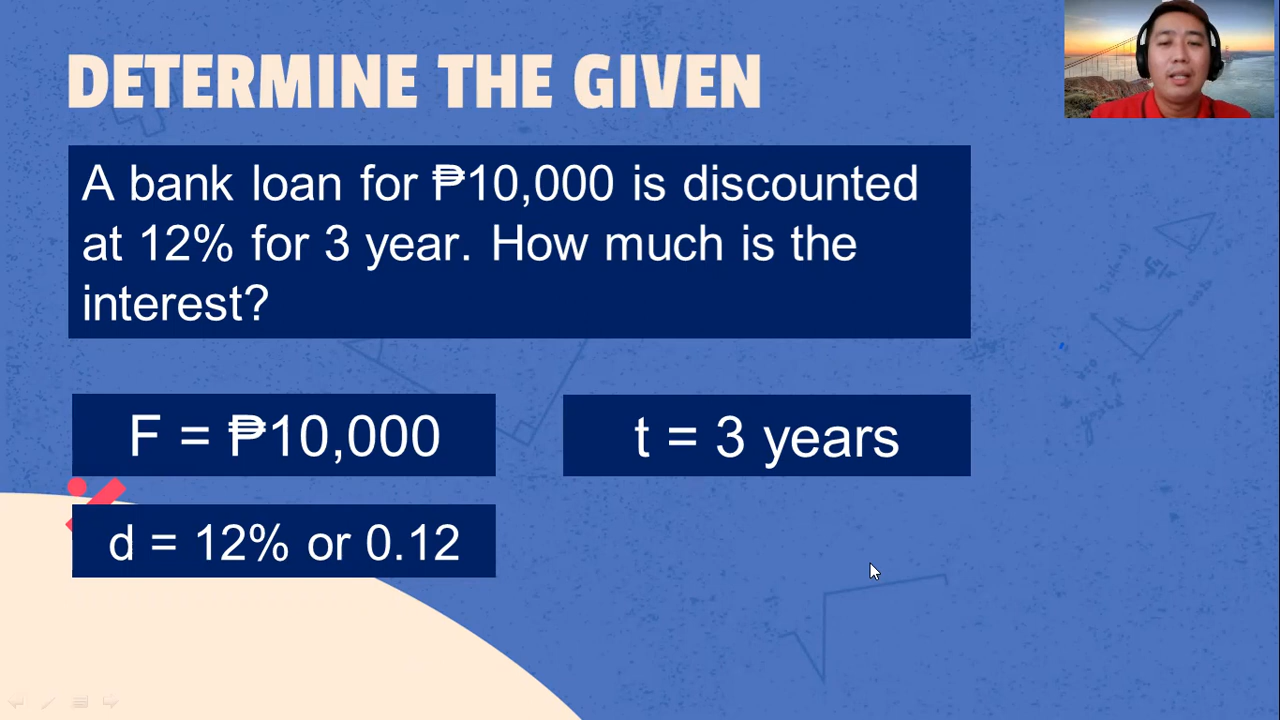 DETERMINE THE GIVEN
A bank loan for ₱10,000 is discounted
at 12% for 3 year. How much is the
interest?
F = ₱10,000
t = 3 years
d = 12% or 0.12